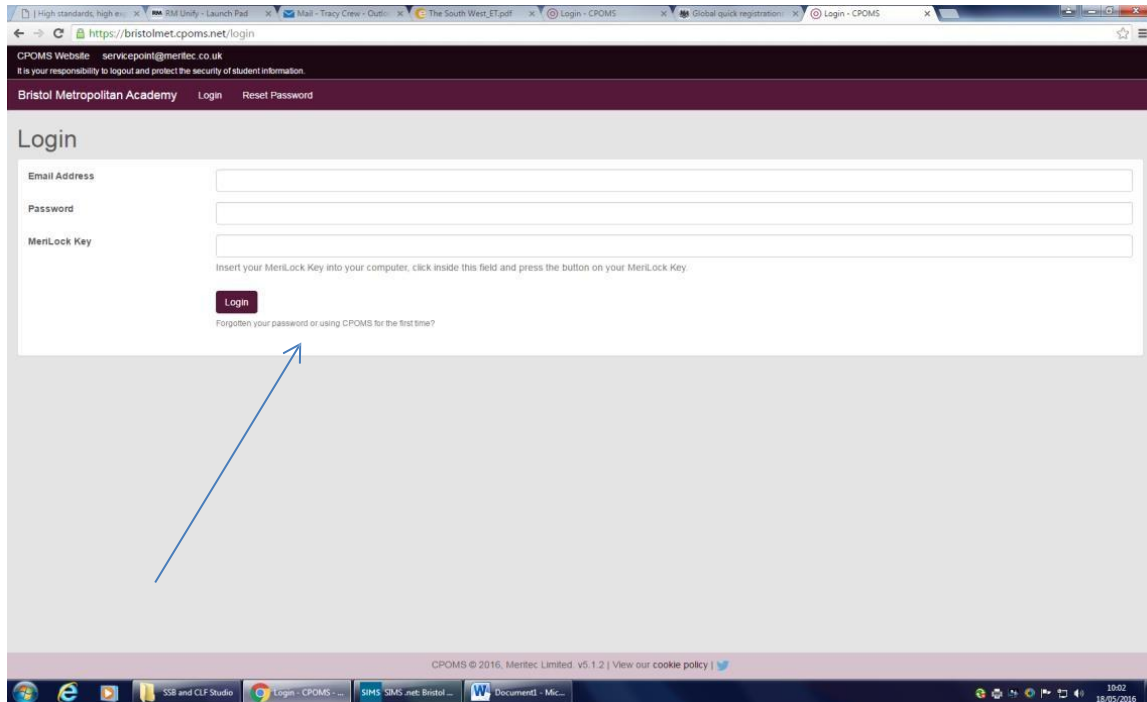 | High standards, high ex
RM Unify - Launch Pad
Mail - Tracy Crew - Outlo
The South West_ET.pdf
Login - CPOMS
Global quick registration:
Login - CPOMS
https://bristolmet.cpoms.net/login
CPOMS Website servicepoint@meritec.co.uk
It is your responsibility to logout and protect the security of student information.
Bristol Metropolitan Academy Login Reset Password
Login
Email Address
Password
MeriLock Key
Insert your MeriLock Key into your computer, click inside this field and press the button on your MeriLock Key.
Login
Forgotten your password or using CPOMS for the first time?
CPOMS © 2016, Meritec Limited. v5.1.2 | View our cookie policy |
SSB and CLF Studio
Login - CPOMS - ...
SIMS SIMS .net: Bristol ...
W Document1 - Mic...
10:02
18/05/2016